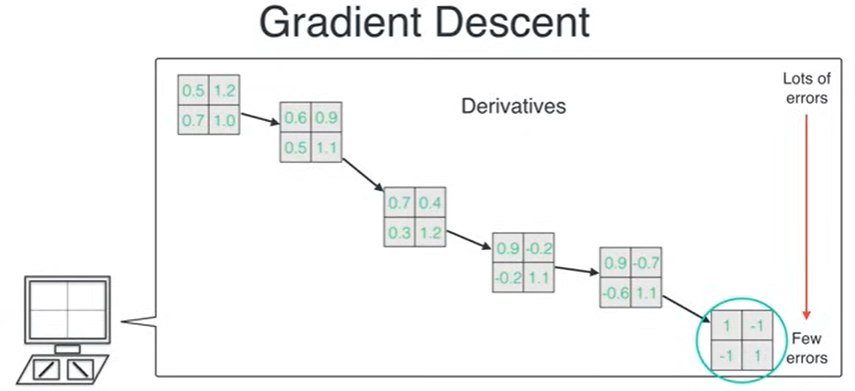 Gradient Descent
Lots of
errors
Derivatives
0.5 1.2
0.7 1.0
0.6 0.9
0.5 1.1
0.7 0.4
0.3 1.2
0.9 -0.2
-0.2 1.1
0.9 -0.7
-0.6 1.1
1 -1
-1 1
Few
errors